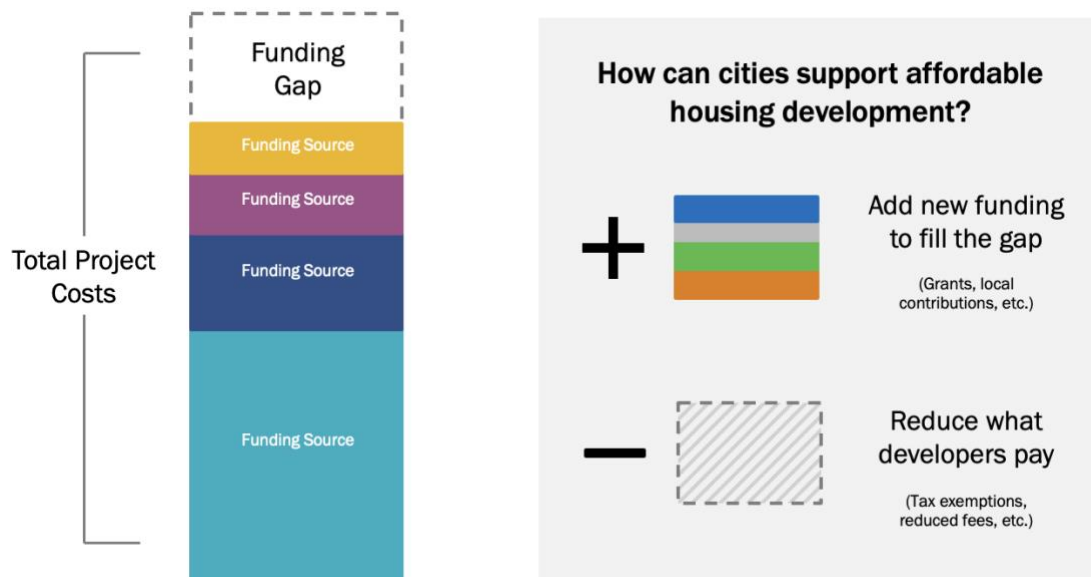 Funding
Gap
Funding Source
Funding Source
Funding Source
Funding Source
Total Project
Costs
How can cities support affordable
housing development?
Add new funding
to fill the gap
(Grants, local
contributions, etc.)
Reduce what
developers pay
(Tax exemptions,
reduced fees, etc.)